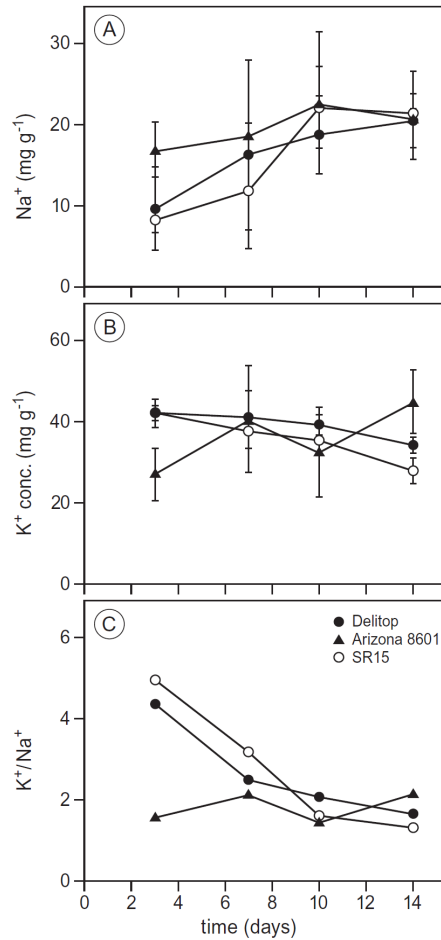 A
30
20
10
0
Na+ (mg g-1)
B
60
40
20
0
K+ conc. (mg g-1)
C
Delitop
Arizona 8601
SR15
6
4
2
0
K+/Na+
0 2 4 6 8 10 12 14
time (days)